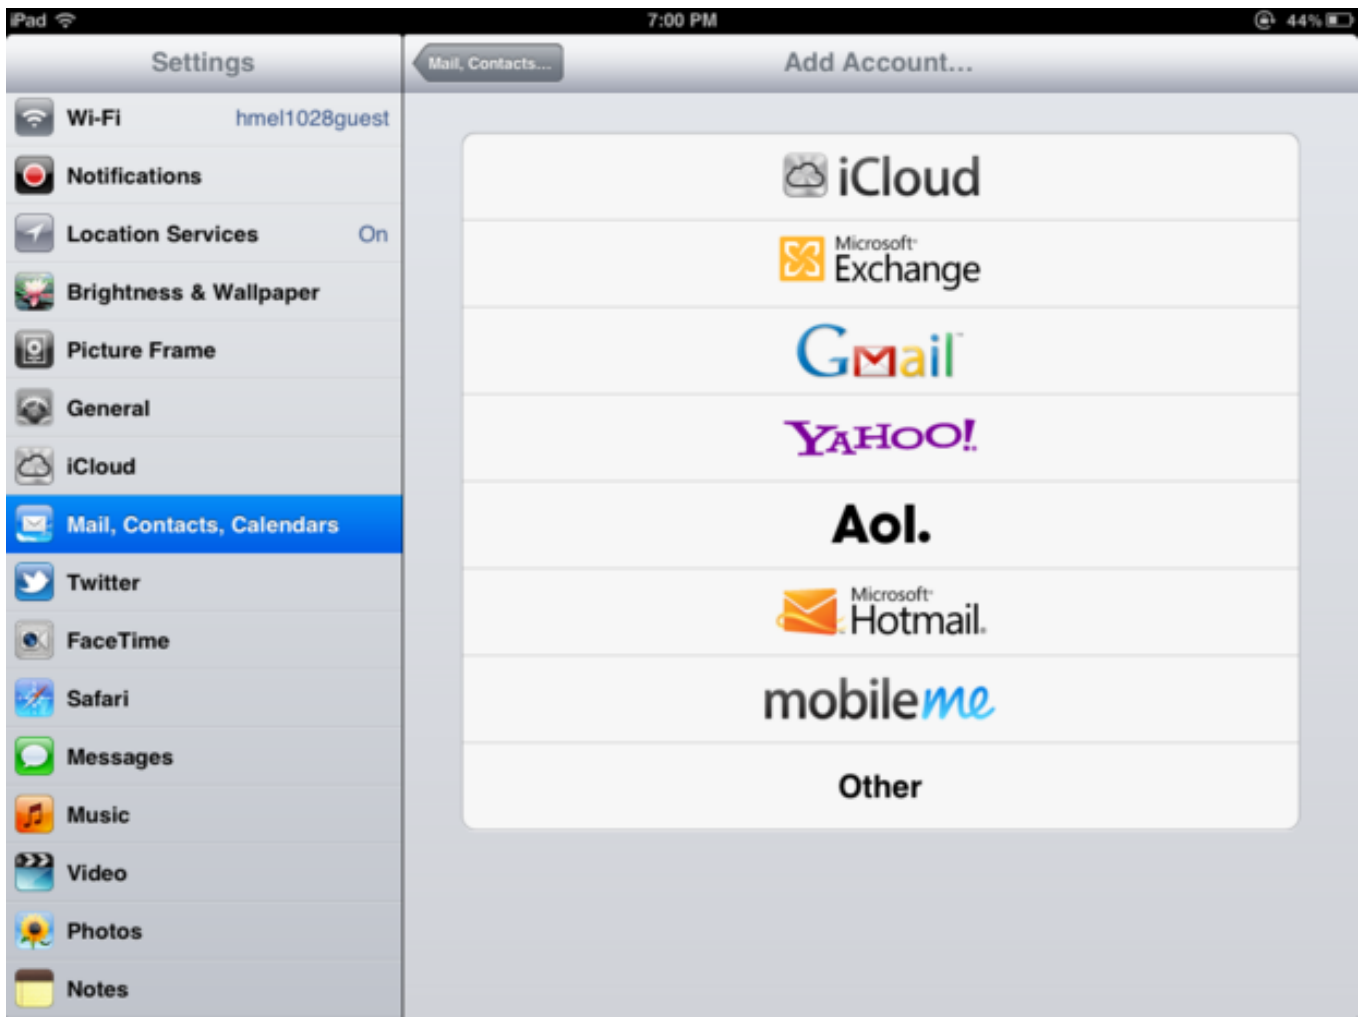 iPad 7:00 PM 44%
Settings
Mail, Contacts... Add Account...
Wi-Fi hmel1028guest
Notifications
Location Services On
Brightness & Wallpaper
Picture Frame
General
iCloud
Mail, Contacts, Calendars
Twitter
FaceTime
Safari
Messages
Music
Video
Photos
Notes
iCloud
Microsoft
Exchange
Gmail™
YAHOO!
Aol.
Microsoft
Hotmail®
mobileme
Other